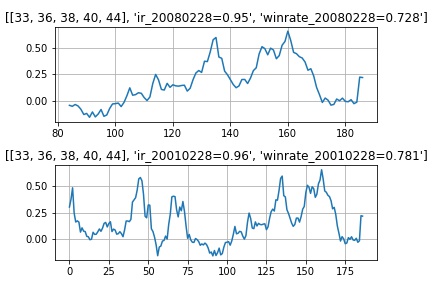 [[33, 36, 38, 40, 44], 'ir_20080228=0.95', 'winrate_20080228=0.728']
0.50
0.25
0.00
80 100 120 140 160 180
[[33, 36, 38, 40, 44], 'ir_20010228=0.96', 'winrate_20010228=0.781']
0.50
0.25
0.00
0 25 50 75 100 125 150 175